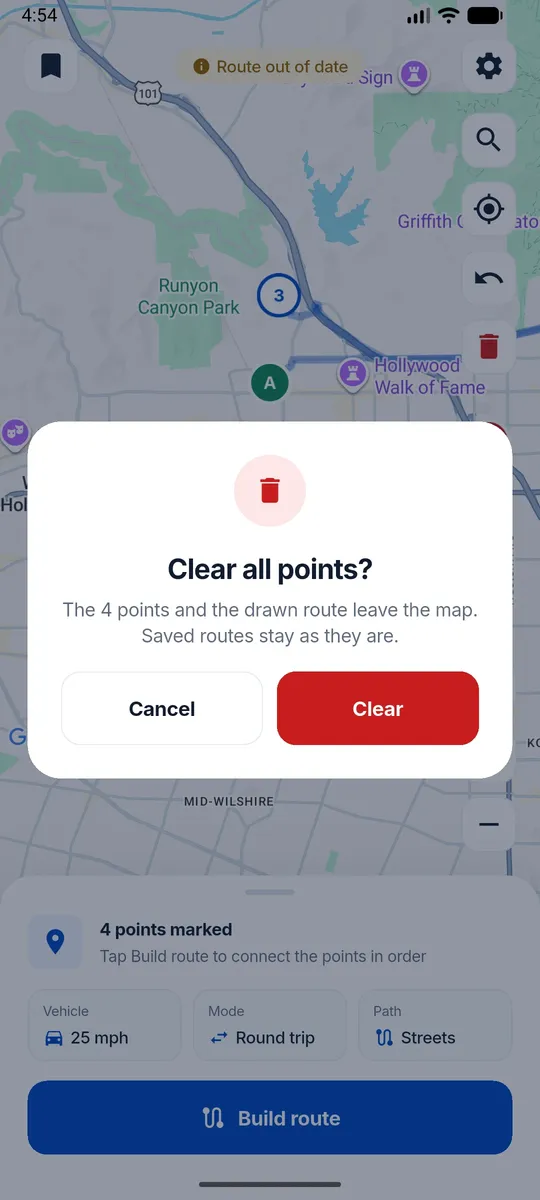 4:54
Route out of date
Sign
101
Griffith
Runyon
Canyon Park
3
A
Hollywood
Walk of Fame
Clear all points?
The 4 points and the drawn route leave the map.
Saved routes stay as they are.
Cancel
Clear
MID-WILSHIRE
4 points marked
Tap Build route to connect the points in order
Vehicle
25 mph
Mode
Round trip
Path
Streets
Build route